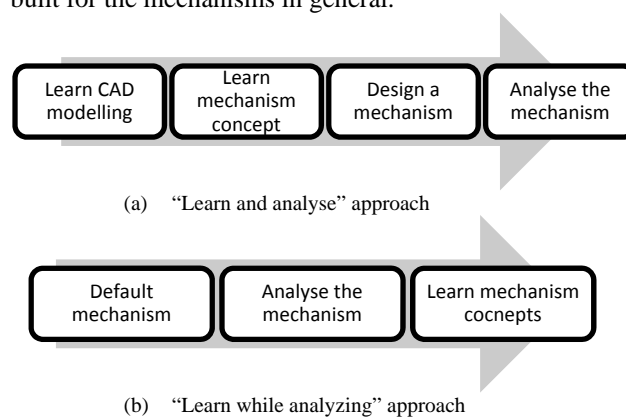 built for the mechanisms in general.
Learn CAD
modelling
Learn
mechanism
concept
Design a
mechanism
Analyse the
mechanism
(a) “Learn and analyse” approach
Default
mechanism
Analyse the
mechanism
Learn mechanism
cocnepts
(b) “Learn while analyzing” approach